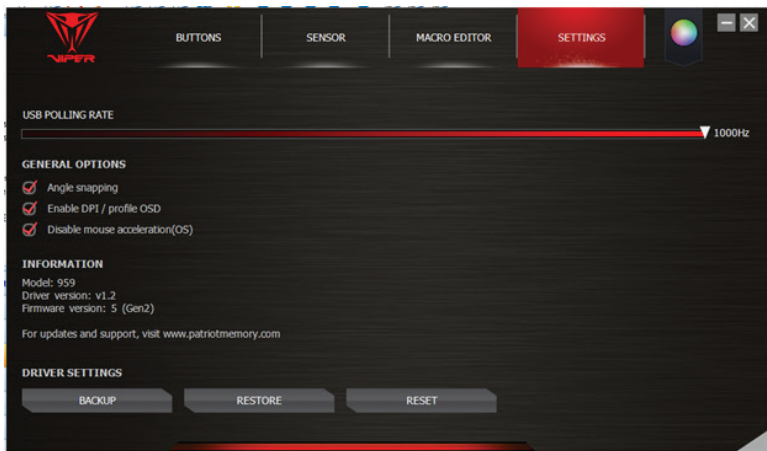 VIPER
BUTTONS
SENSOR
MACRO EDITOR
SETTINGS
USB POLLING RATE
1000Hz
GENERAL OPTIONS
Angle snapping
Enable DPI / profile OSD
Disable mouse acceleration(OS)
INFORMATION
Model: 959
Driver version: v1.2
Firmware version: 5 (Gen2)
For updates and support, visit www.patriotmemory.com
DRIVER SETTINGS
BACKUP
RESTORE
RESET